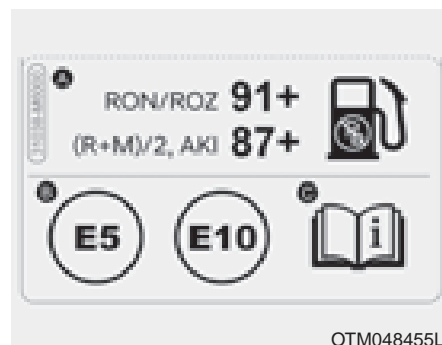 A RON/ROZ 91+
(R+M)/2, AKI 87+
B C
E5 E10 i
OTM048455L